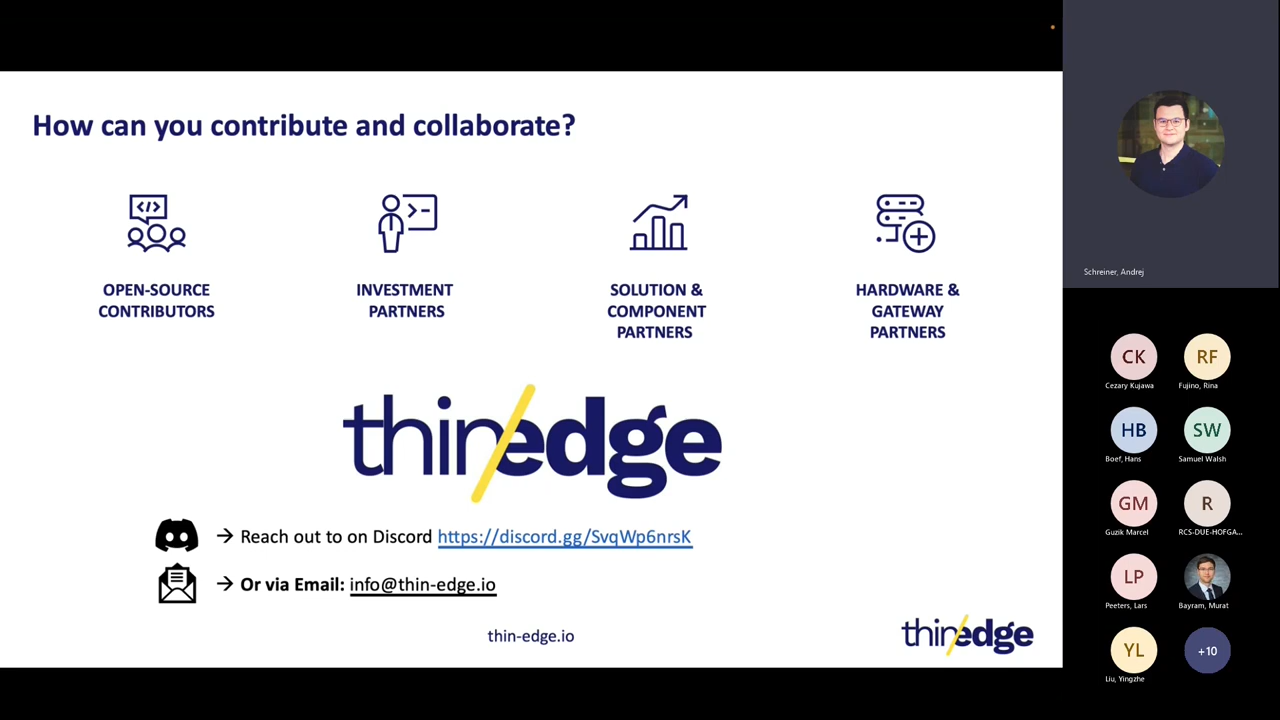 How can you contribute and collaborate?
OPEN-SOURCE
CONTRIBUTORS
INVESTMENT
PARTNERS
SOLUTION &
COMPONENT
PARTNERS
HARDWARE &
GATEWAY
PARTNERS
thin/edge
→ Reach out to on Discord https://discord.gg/SvqWp6nrsK
→ Or via Email: info@thin-edge.io
thin-edge.io
thin/edge
Schreiner, Andrej
CK
Cezary Kujawa
RF
Fujino, Rina
HB
Boef, Hans
SW
Samuel Walsh
GM
Guzik Marcel
R
RCS-DUE-HOFGA...
LP
Peeters, Lars
Bayram, Murat
YL
Liu, Yingzhe
+10